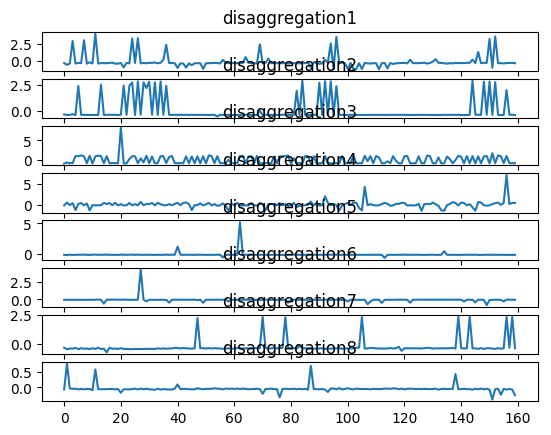 disaggregation1
2.5
0.0
disaggregation2
2.5
0.0
disaggregation3
5
0
disaggregation4
5
0
disaggregation5
5
0
disaggregation6
2.5
0.0
disaggregation7
2.5
0.0
disaggregation8
0.5
0.0
0 20 40 60 80 100 120 140 160